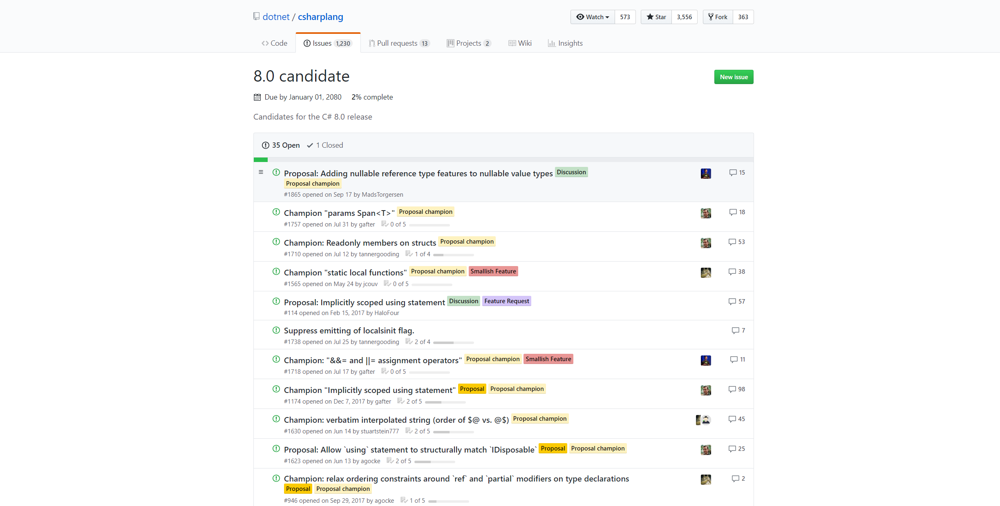 dotnet / csharplang
Watch 573 Star 3,556 Fork 363
Code Issues 1,230 Pull requests 13 Projects 2 Wiki Insights
8.0 candidate
New issue
Due by January 01, 2080 2% complete
Candidates for the C# 8.0 release
35 Open 1 Closed
Proposal: Adding nullable reference type features to nullable value types Discussion 15
Proposal champion
#1865 opened on Sep 17 by MadsTorgersen
Champion "params Span<T>" Proposal champion 18
#1757 opened on Jul 31 by gafter 0 of 5
Champion: Readonly members on structs Proposal champion 53
#1710 opened on Jul 12 by tannergooding 1 of 4
Champion "static local functions" Proposal champion Smallish Feature 38
#1565 opened on May 24 by jcouv 0 of 5
Proposal: Implicitly scoped using statement Discussion Feature Request 57
#114 opened on Feb 15, 2017 by HaloFour
Suppress emitting of localsinit flag. 7
#1738 opened on Jul 25 by tannergooding 2 of 4
Champion: "&&= and ||= assignment operators" Proposal champion Smallish Feature 11
#1718 opened on Jul 17 by gafter 0 of 5
Champion "Implicitly scoped using statement" Proposal Proposal champion 98
#1174 opened on Dec 7, 2017 by gafter 2 of 5
Champion: verbatim interpolated string (order of $@ vs. @$) Proposal champion 45
#1630 opened on Jun 14 by stuartstein777 2 of 5
Proposal: Allow `using` statement to structurally match `IDisposable` Proposal Proposal champion 25
#1623 opened on Jun 13 by agocke 2 of 5
Champion: relax ordering constraints around `ref` and `partial` modifiers on type declarations 2
Proposal Proposal champion
#946 opened on Sep 29, 2017 by agocke 1 of 5